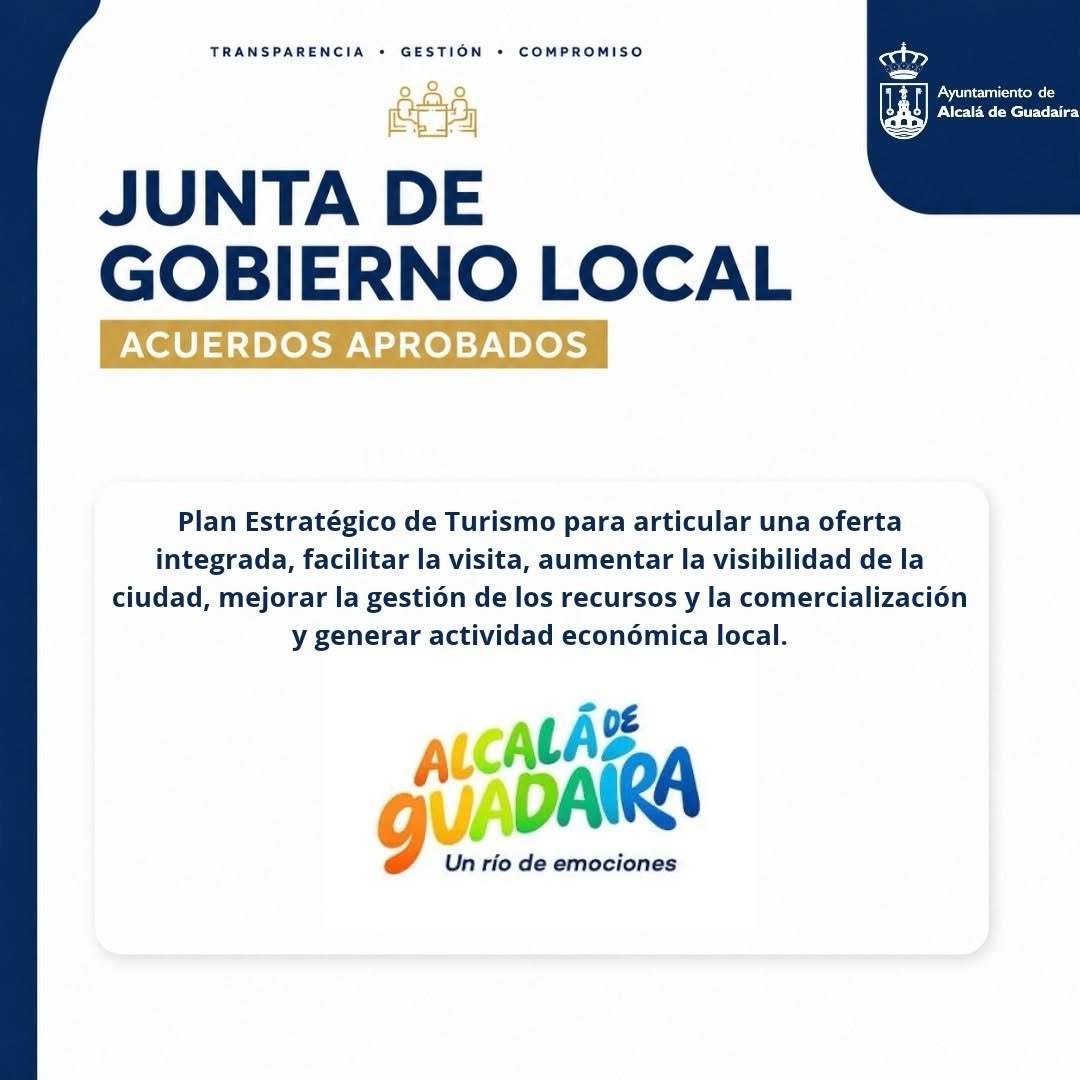 TRANSPARENCIA • GESTIÓN • COMPROMISO
Ayuntamiento de
Alcalá de Guadaíra
JUNTA DE
GOBIERNO LOCAL
ACUERDOS APROBADOS
Plan Estratégico de Turismo para articular una oferta
integrada, facilitar la visita, aumentar la visibilidad de la
ciudad, mejorar la gestión de los recursos y la comercialización
y generar actividad económica local.
ALCALÁ DE
GUADAÍRA
Un río de emociones